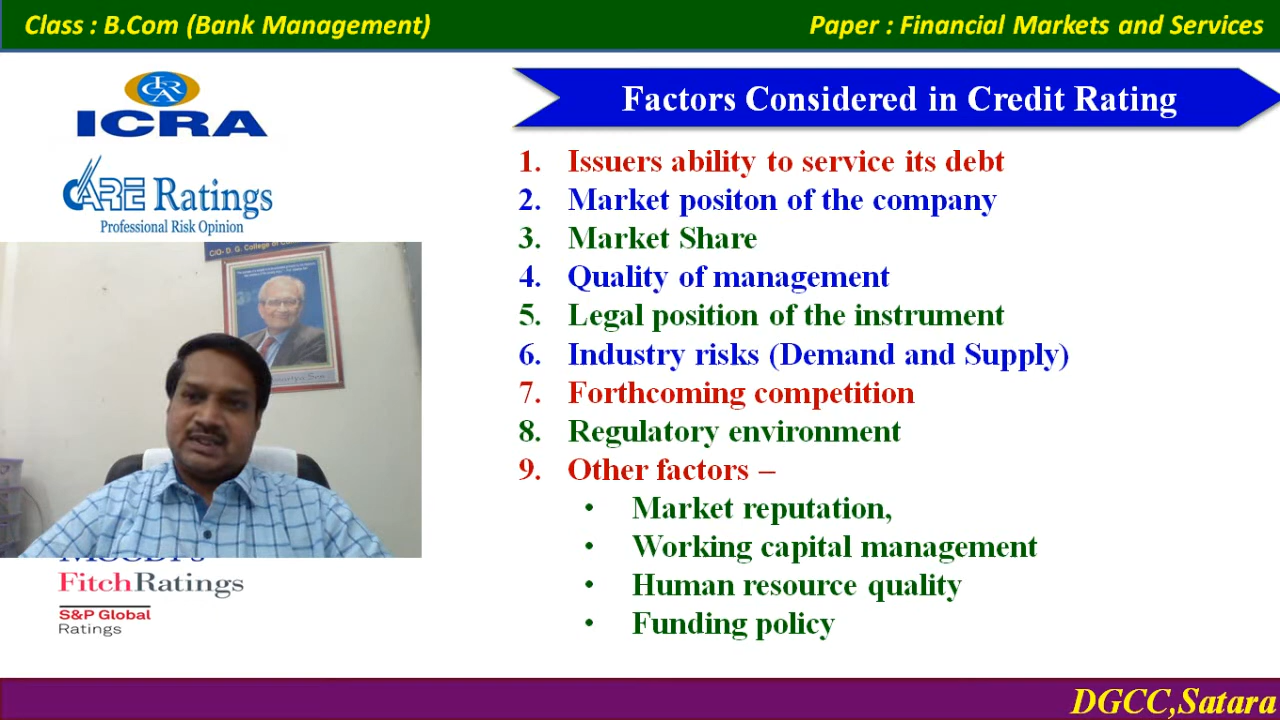 Class : B.Com (Bank Management)
Paper : Financial Markets and Services
ICRA
ICRA
CARE Ratings
Professional Risk Opinion
Factors Considered in Credit Rating
1. Issuers ability to service its debt
2. Market positon of the company
3. Market Share
4. Quality of management
5. Legal position of the instrument
6. Industry risks (Demand and Supply)
7. Forthcoming competition
8. Regulatory environment
9. Other factors –
• Market reputation,
• Working capital management
• Human resource quality
• Funding policy
FitchRatings
S&P Global
Ratings
DGCC,Satara